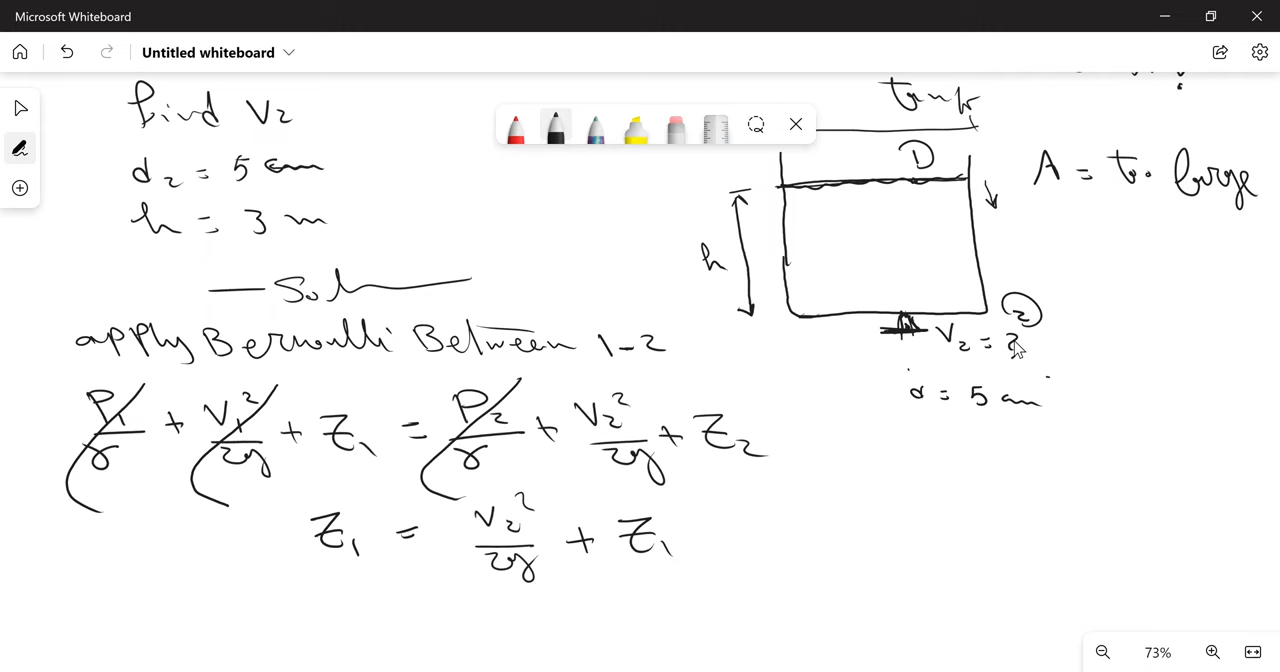 Microsoft Whiteboard
Untitled whiteboard
find V2
d2 = 5 cm
h = 3 m
Sol
apply Bernoulli Between 1-2
P1/γ + V1²/2g + Z1 = P2/γ + V2²/2g + Z2
Z1 = V2²/2g + Z1
tank
D
A = to large
h
2
V2 = ?
d = 5 cm
73%